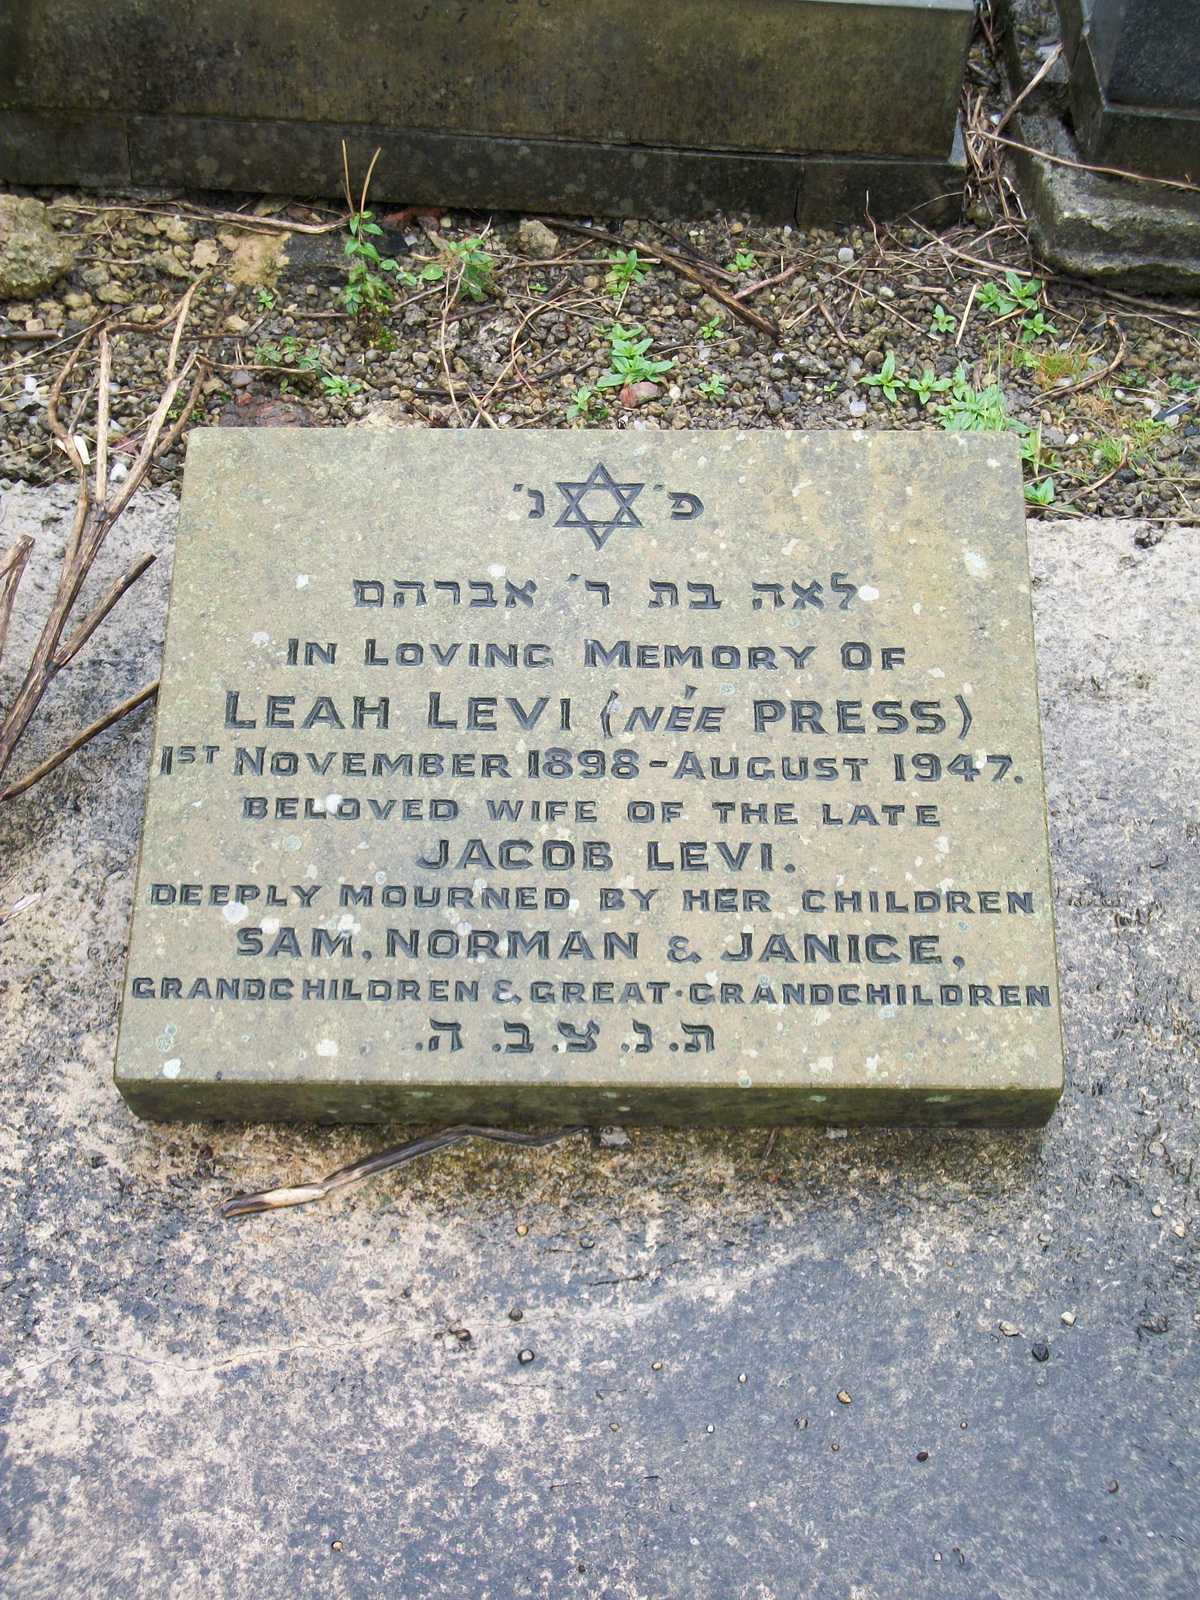 פ׳ נ׳
לאה בת ר׳ אברהם
IN LOVING MEMORY OF
LEAH LEVI (NÉE PRESS)
1ST NOVEMBER 1898 - AUGUST 1947.
BELOVED WIFE OF THE LATE
JACOB LEVI.
DEEPLY MOURNED BY HER CHILDREN
SAM, NORMAN & JANICE,
GRANDCHILDREN & GREAT-GRANDCHILDREN
ת.נ.צ.ב.ה.